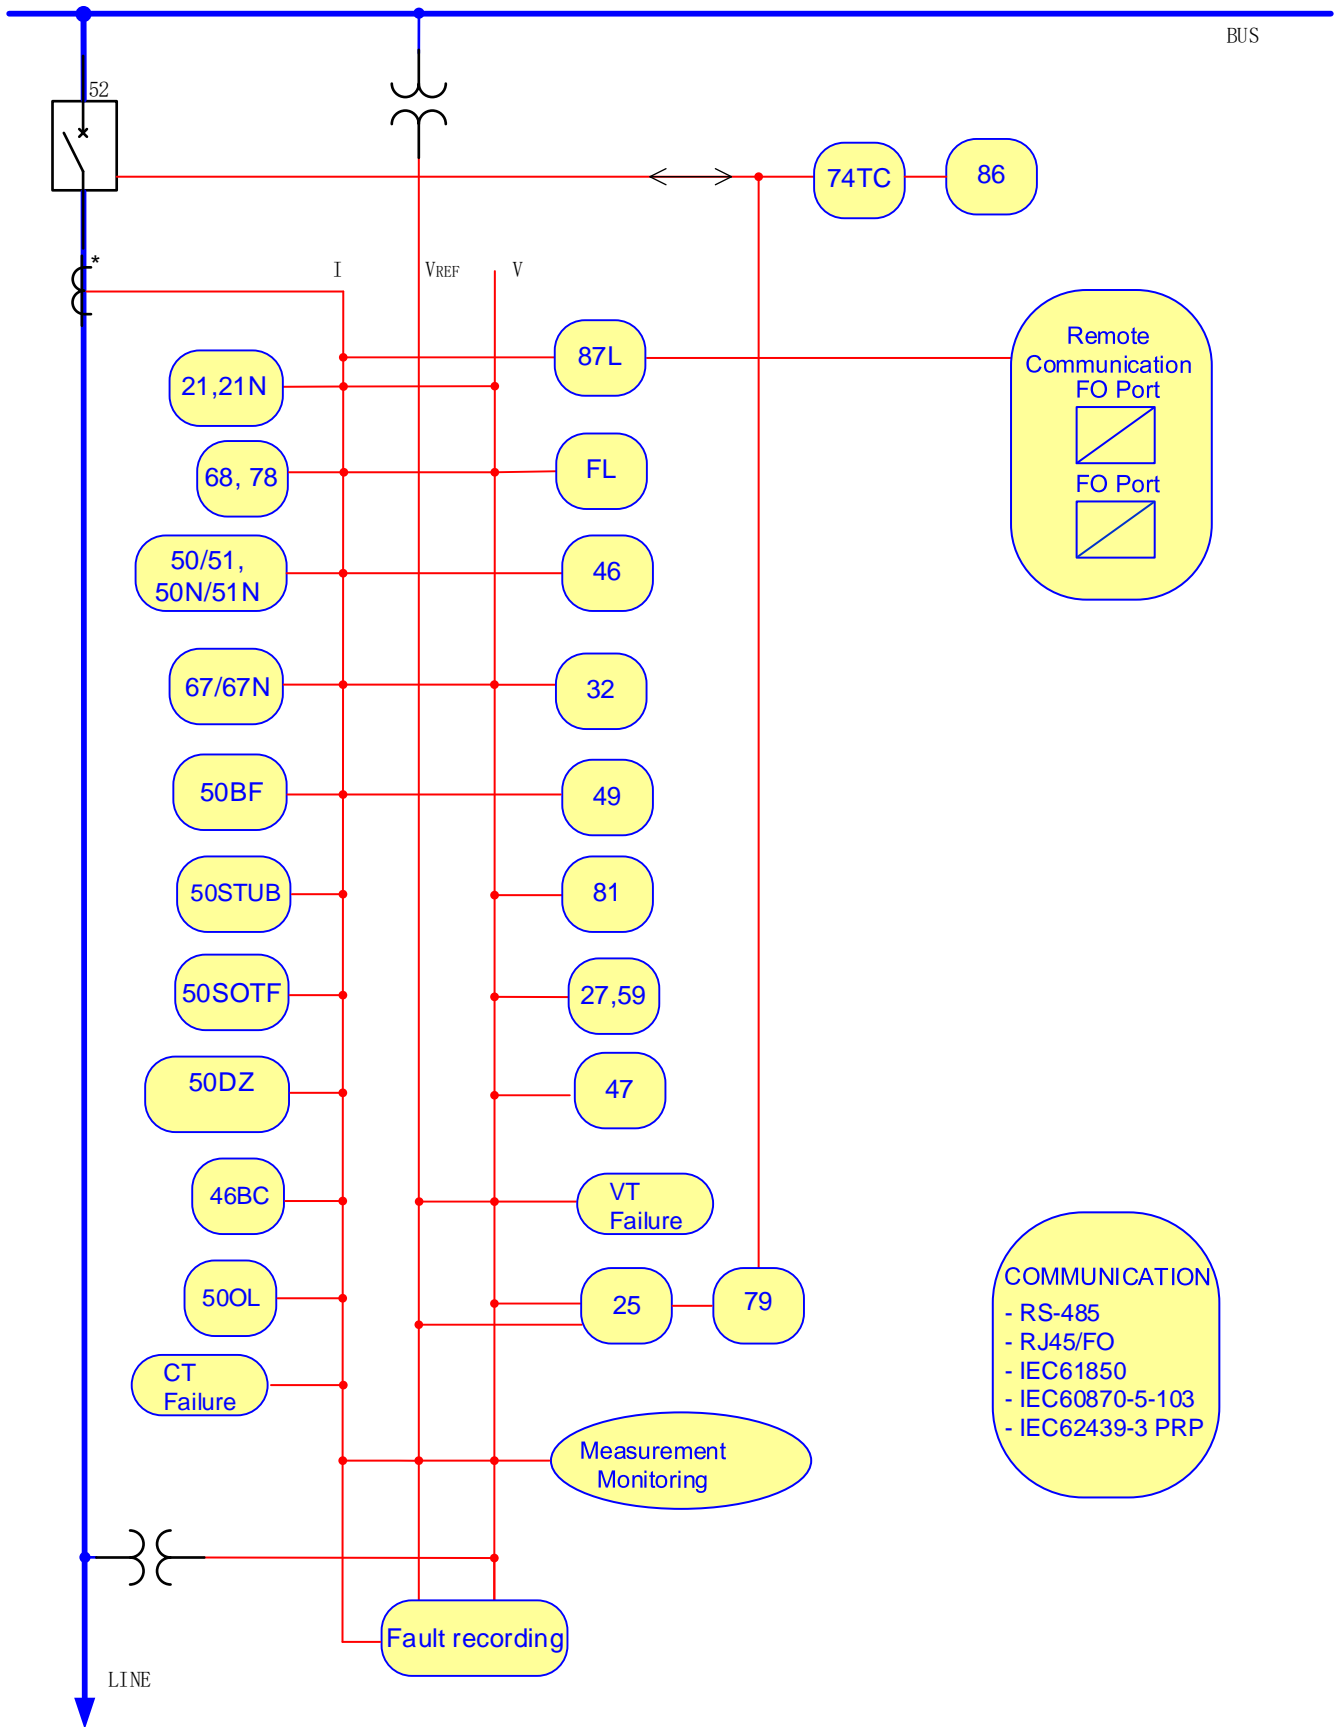 BUS
52
74TC
86
*
I
VREF
V
Remote
Communication
FO Port
FO Port
87L
21,21N
FL
68, 78
50/51,
50N/51N
46
67/67N
32
50BF
49
50STUB
81
50SOTF
27,59
50DZ
47
46BC
VT
Failure
50OL
25
79
CT
Failure
COMMUNICATION
- RS-485
- RJ45/FO
- IEC61850
- IEC60870-5-103
- IEC62439-3 PRP
Measurement
Monitoring
Fault recording
LINE